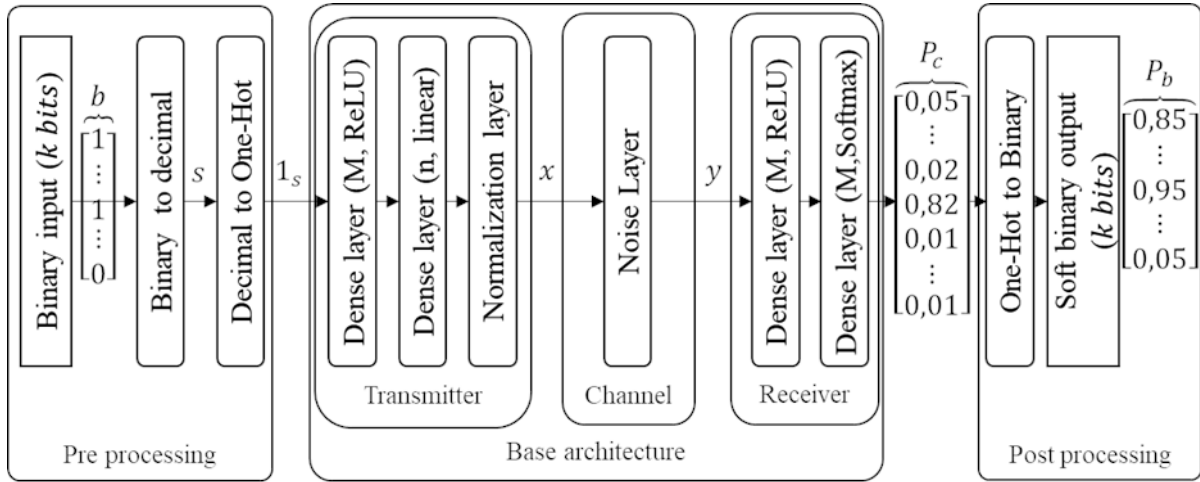 Binary input (k bits)
b
1
...
1
...
0
Binary to decimal
s
Decimal to One-Hot
1_s
Pre processing
Dense layer (M, ReLU)
Dense layer (n, linear)
Normalization layer
Transmitter
x
Noise Layer
Channel
y
Dense layer (M, ReLU)
Dense layer (M,Softmax)
Receiver
Base architecture
P_c
0,05
...
0,02
0,82
0,01
...
0,01
One-Hot to Binary
Soft binary output
(k bits)
P_b
0,85
...
0,95
...
0,05
Post processing